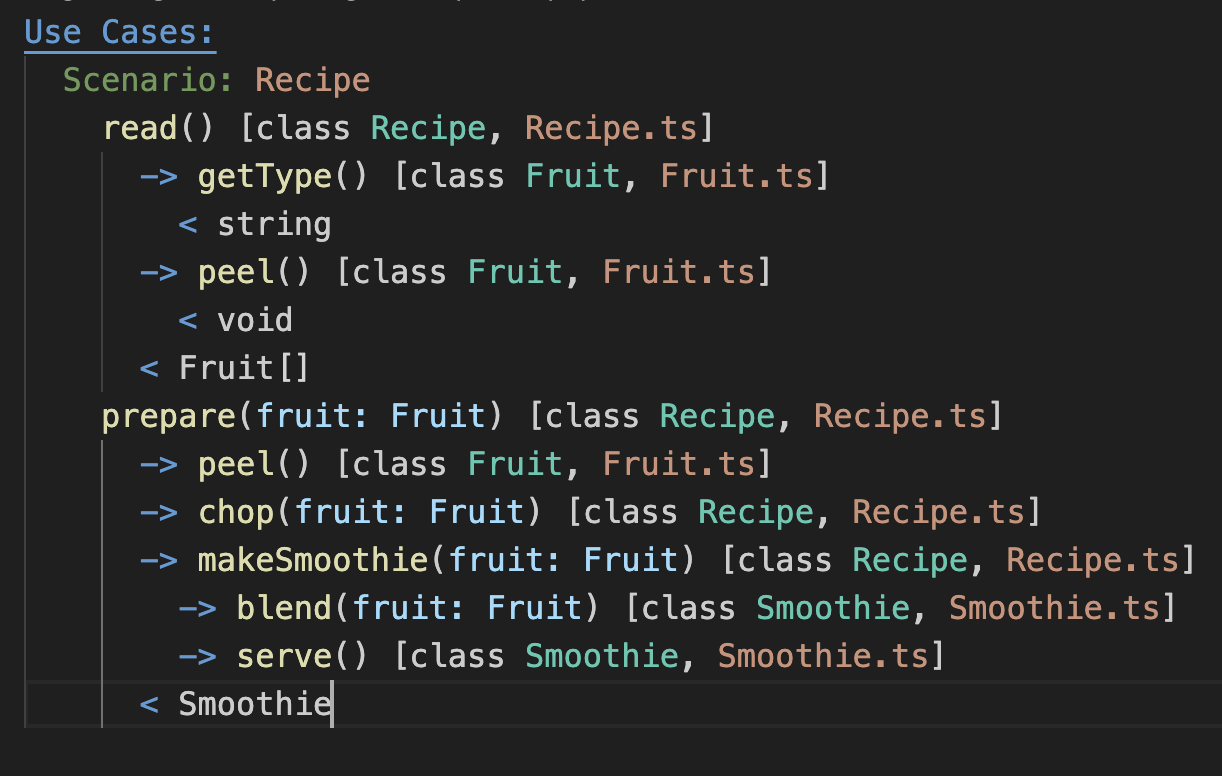 Use Cases:
Scenario: Recipe
read() [class Recipe, Recipe.ts]
-> getType() [class Fruit, Fruit.ts]
< string
-> peel() [class Fruit, Fruit.ts]
< void
< Fruit[]
prepare(fruit: Fruit) [class Recipe, Recipe.ts]
-> peel() [class Fruit, Fruit.ts]
-> chop(fruit: Fruit) [class Recipe, Recipe.ts]
-> makeSmoothie(fruit: Fruit) [class Recipe, Recipe.ts]
-> blend(fruit: Fruit) [class Smoothie, Smoothie.ts]
-> serve() [class Smoothie, Smoothie.ts]
< Smoothie